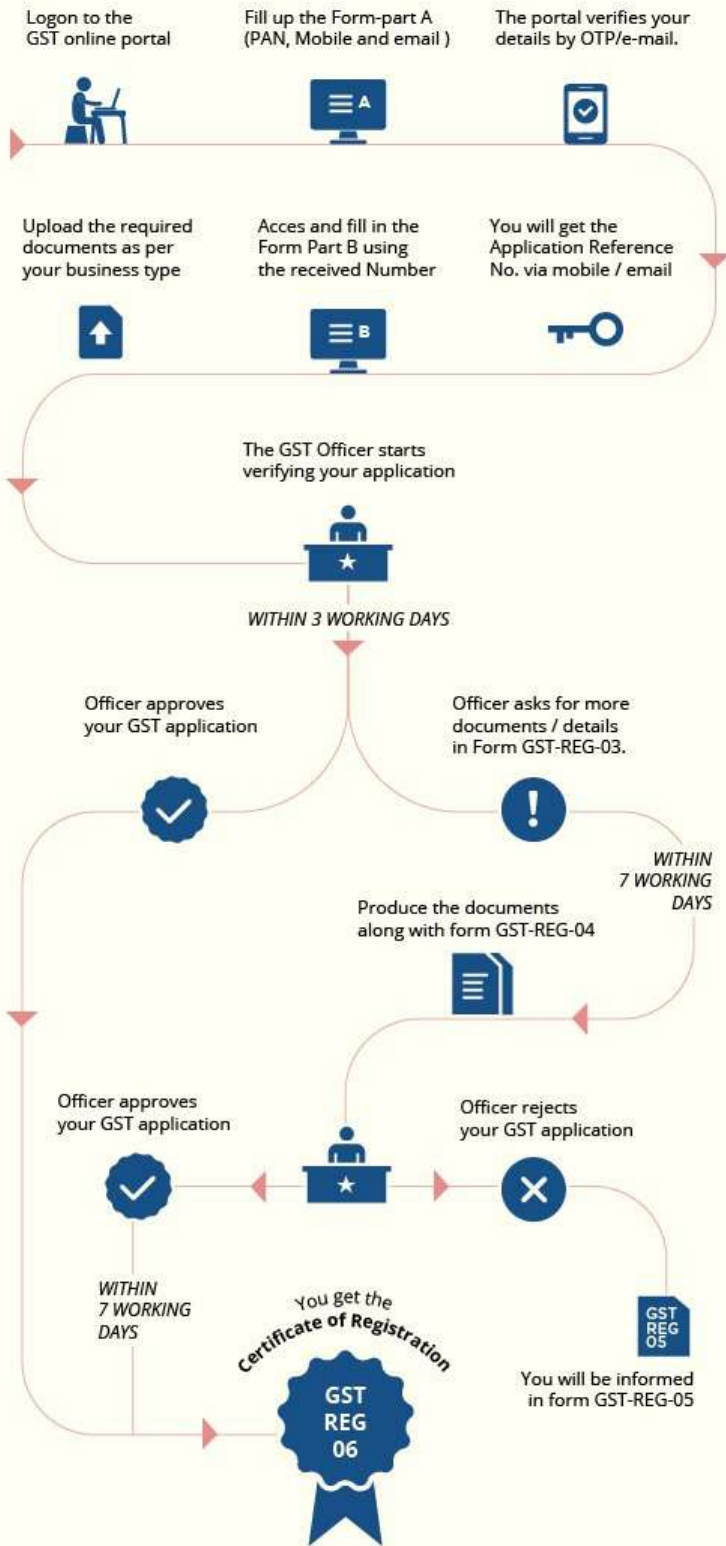 Logon to the
GST online portal
Fill up the Form-part A
(PAN, Mobile and email )
The portal verifies your
details by OTP/e-mail.
A
Upload the required
documents as per
your business type
Acces and fill in the
Form Part B using
the received Number
You will get the
Application Reference
No. via mobile / email
B
The GST Officer starts
verifying your application
WITHIN 3 WORKING DAYS
Officer approves
your GST application
Officer asks for more
documents / details
in Form GST-REG-03.
WITHIN
7 WORKING
DAYS
Produce the documents
along with form GST-REG-04
Officer approves
your GST application
Officer rejects
your GST application
WITHIN
7 WORKING
DAYS
You get the
Certificate of Registration
GST
REG
06
GST
REG
05
You will be informed
in form GST-REG-05